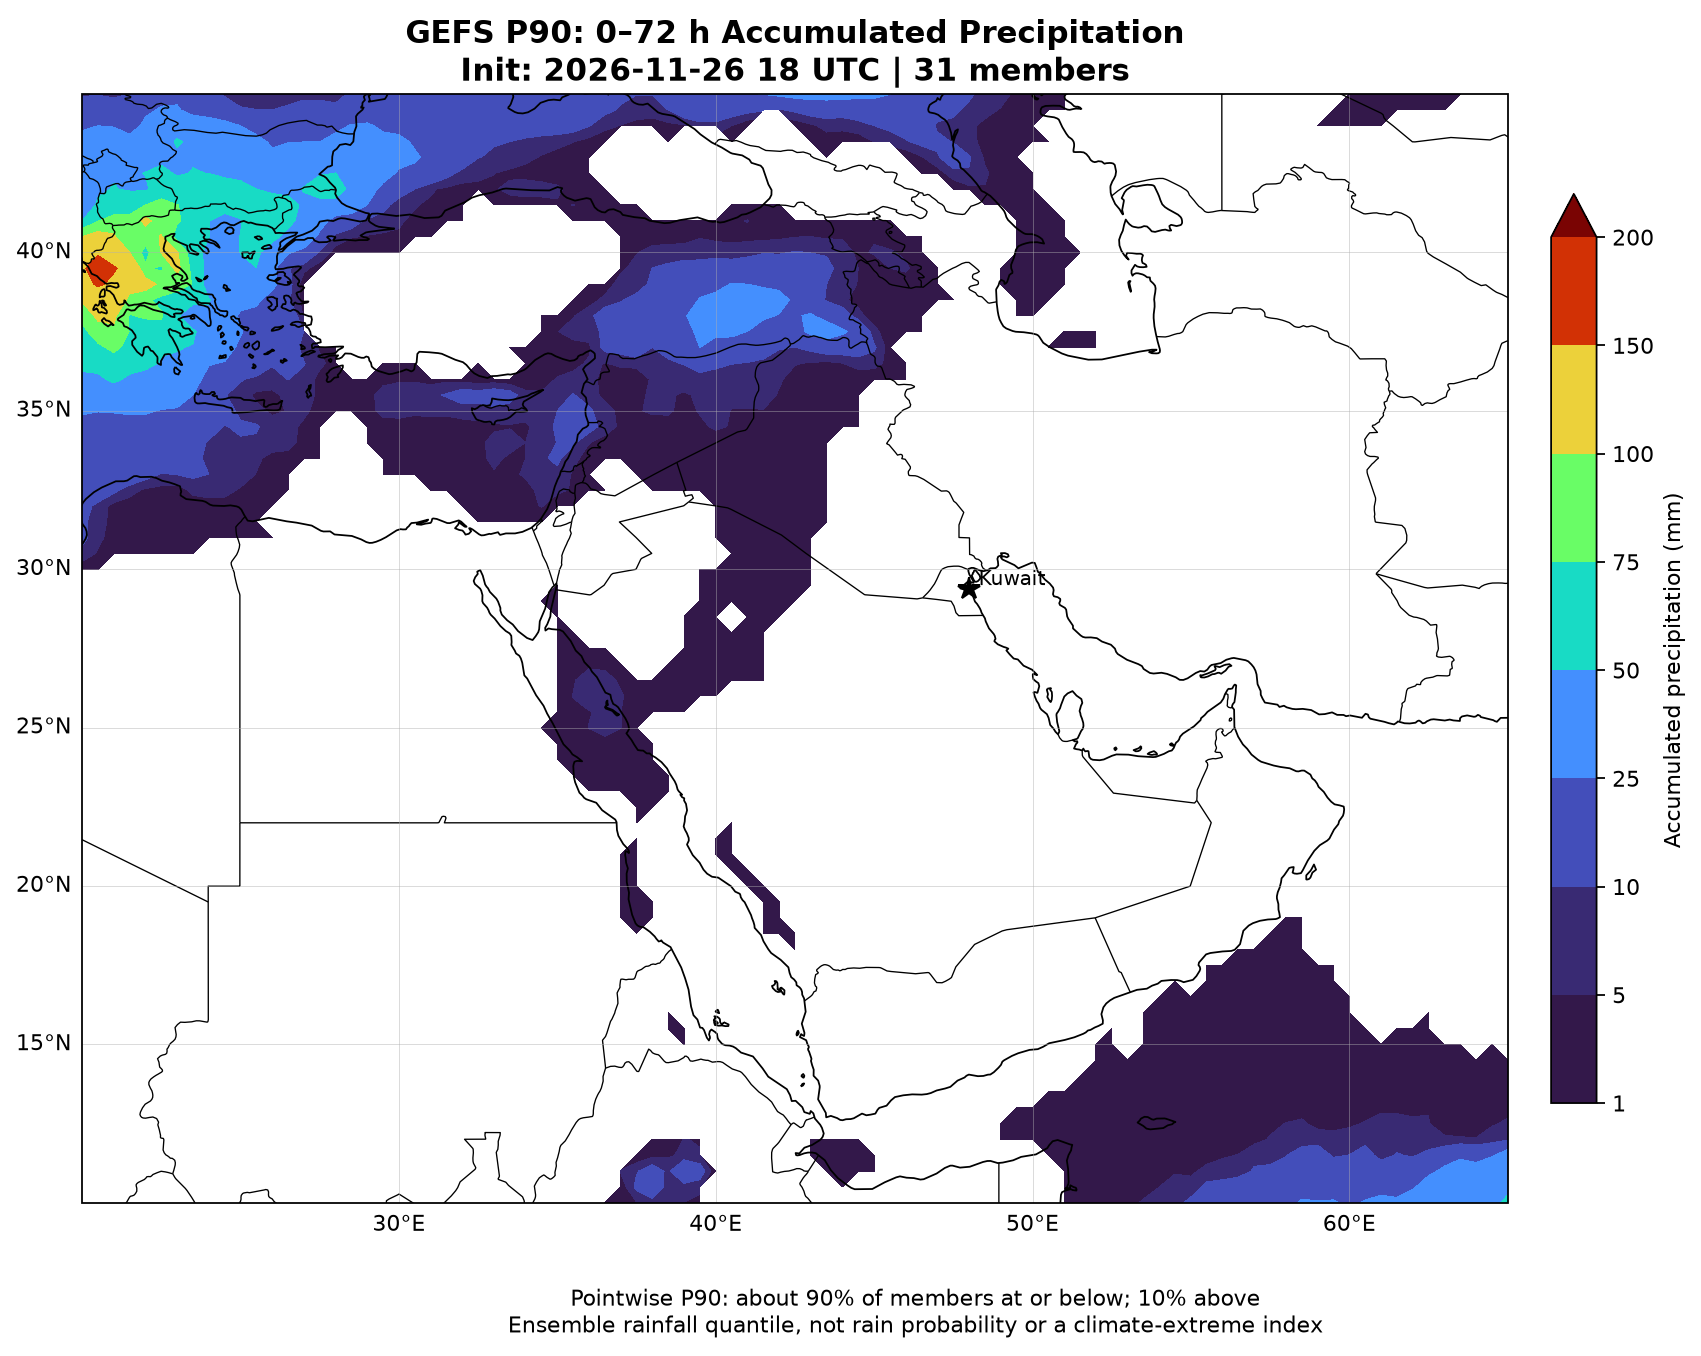 GEFS P90: 0–72 h Accumulated Precipitation
Init: 2026-11-26 18 UTC | 31 members
40°N
35°N
30°N
25°N
20°N
15°N
30°E
40°E
50°E
60°E
Kuwait
200
150
100
75
50
25
10
5
1
Accumulated precipitation (mm)
Pointwise P90: about 90% of members at or below; 10% above
Ensemble rainfall quantile, not rain probability or a climate-extreme index